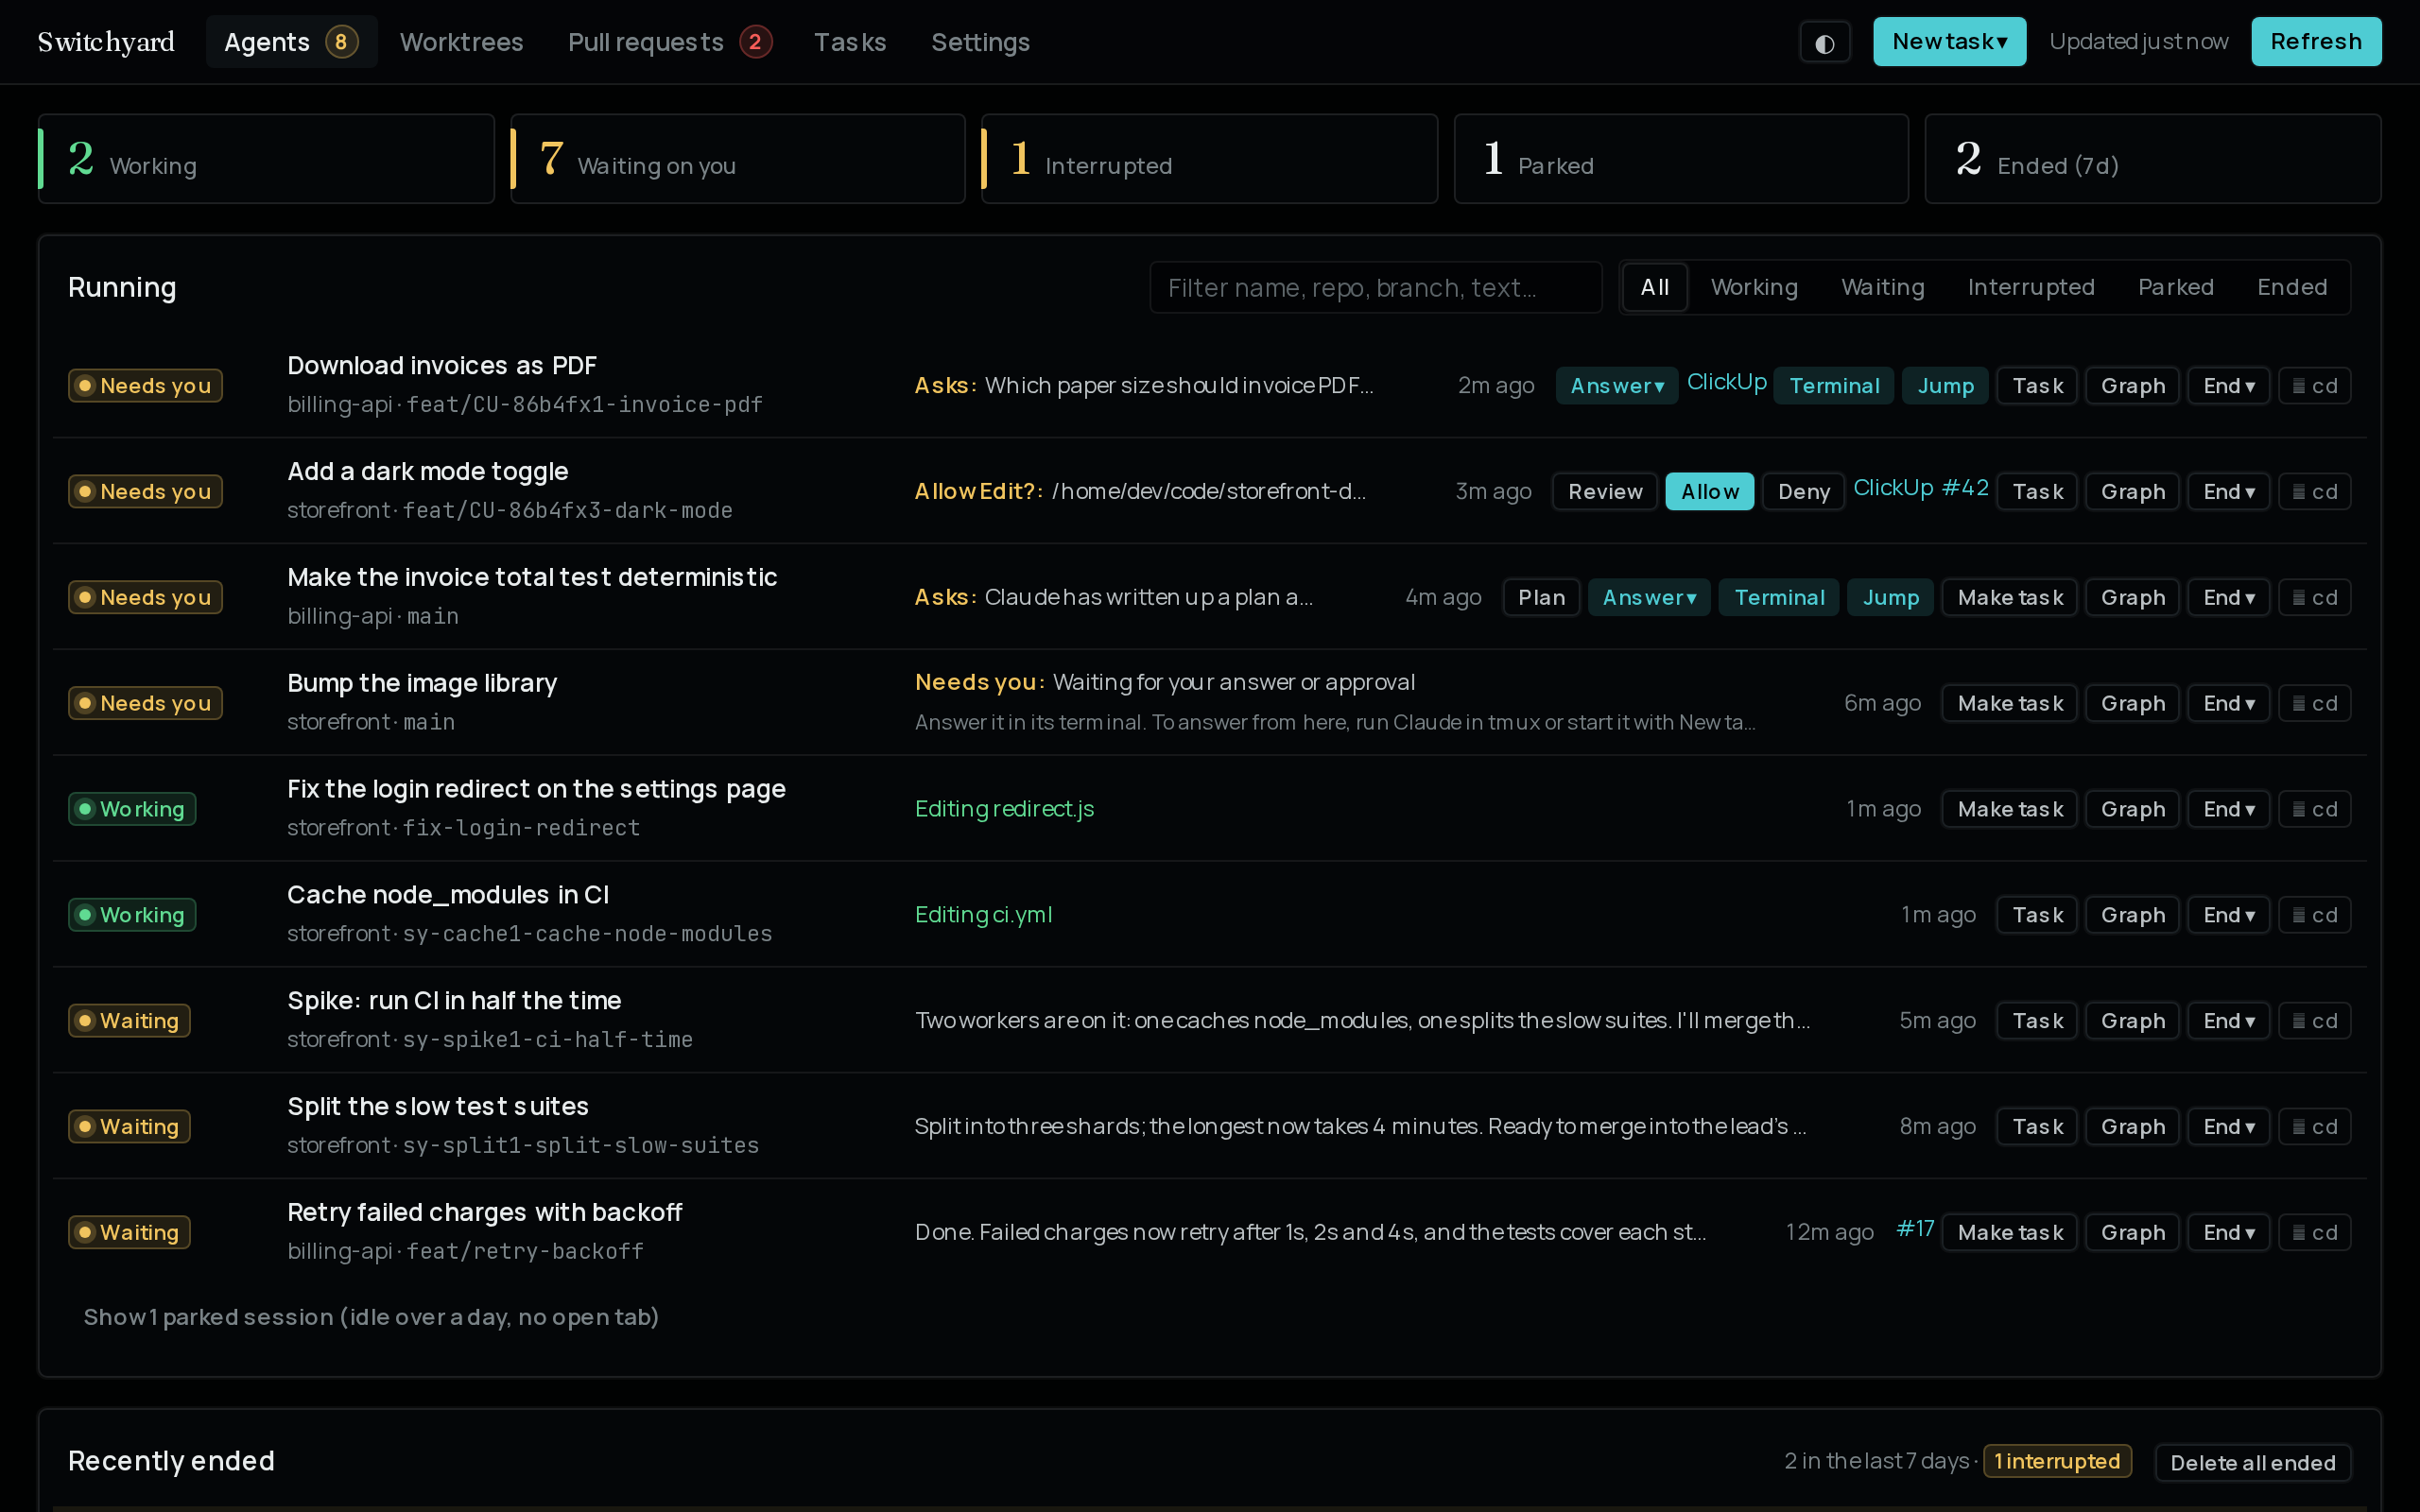 Switchyard Agents 8 Worktrees Pull requests 2 Tasks Settings ◐ New task ▾ Updated just now Refresh
2 Working 7 Waiting on you 1 Interrupted 1 Parked 2 Ended (7d)
Running Filter name, repo, branch, text... All Working Waiting Interrupted Parked Ended
Needs you Download invoices as PDF Asks: Which paper size should invoice PDF... 2m ago Answer ▾ ClickUp Terminal Jump Task Graph End ▾ cd
billing-api · feat/CU-86b4fx1-invoice-pdf
Needs you Add a dark mode toggle Allow Edit?: /home/dev/code/storefront-d... 3m ago Review Allow Deny ClickUp #42 Task Graph End ▾ cd
storefront · feat/CU-86b4fx3-dark-mode
Needs you Make the invoice total test deterministic Asks: Claude has written up a plan a... 4m ago Plan Answer ▾ Terminal Jump Make task Graph End ▾ cd
billing-api · main
Needs you Bump the image library Needs you: Waiting for your answer or approval 6m ago Make task Graph End ▾ cd
storefront · main Answer it in its terminal. To answer from here, run Claude in tmux or start it with New ta...
Working Fix the login redirect on the settings page Editing redirect.js 1m ago Make task Graph End ▾ cd
storefront · fix-login-redirect
Working Cache node_modules in CI Editing ci.yml 1m ago Task Graph End ▾ cd
storefront · sy-cache1-cache-node-modules
Waiting Spike: run CI in half the time Two workers are on it: one caches node_modules, one splits the slow suites. I'll merge th... 5m ago Task Graph End ▾ cd
storefront · sy-spike1-ci-half-time
Waiting Split the slow test suites Split into three shards; the longest now takes 4 minutes. Ready to merge into the lead's ... 8m ago Task Graph End ▾ cd
storefront · sy-split1-split-slow-suites
Waiting Retry failed charges with backoff Done. Failed charges now retry after 1s, 2s and 4s, and the tests cover each st... 12m ago #17 Make task Graph End ▾ cd
billing-api · feat/retry-backoff
Show 1 parked session (idle over a day, no open tab)
Recently ended 2 in the last 7 days · 1 interrupted Delete all ended